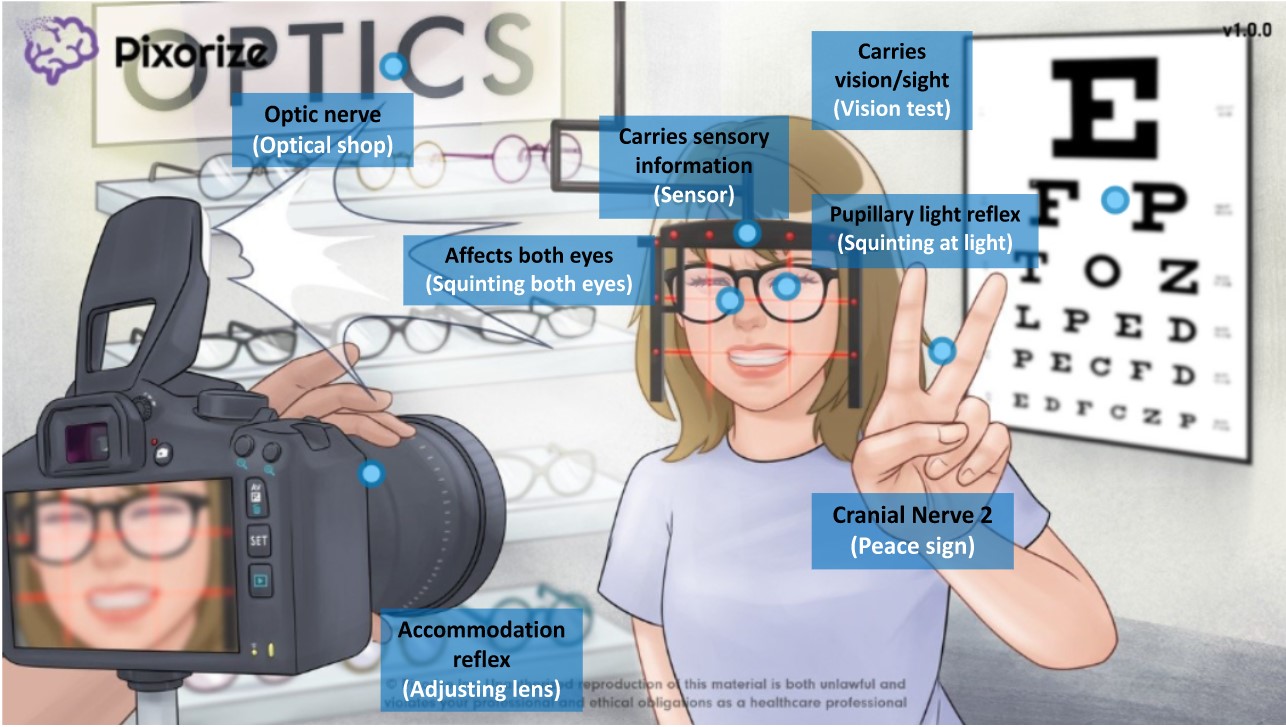 Pixorize
OPTICS
v1.0.0
Optic nerve
(Optical shop)
Carries sensory
information
(Sensor)
Carries
vision/sight
(Vision test)
Affects both eyes
(Squinting both eyes)
Pupillary light reflex
(Squinting at light)
E
F P
T O Z
L P E D
P E C F D
E D F C Z P
AV
SET
Cranial Nerve 2
(Peace sign)
Accommodation
reflex
(Adjusting lens)
reproduction of this material is both unlawful and
violates your professional and ethical obligations as a healthcare professional